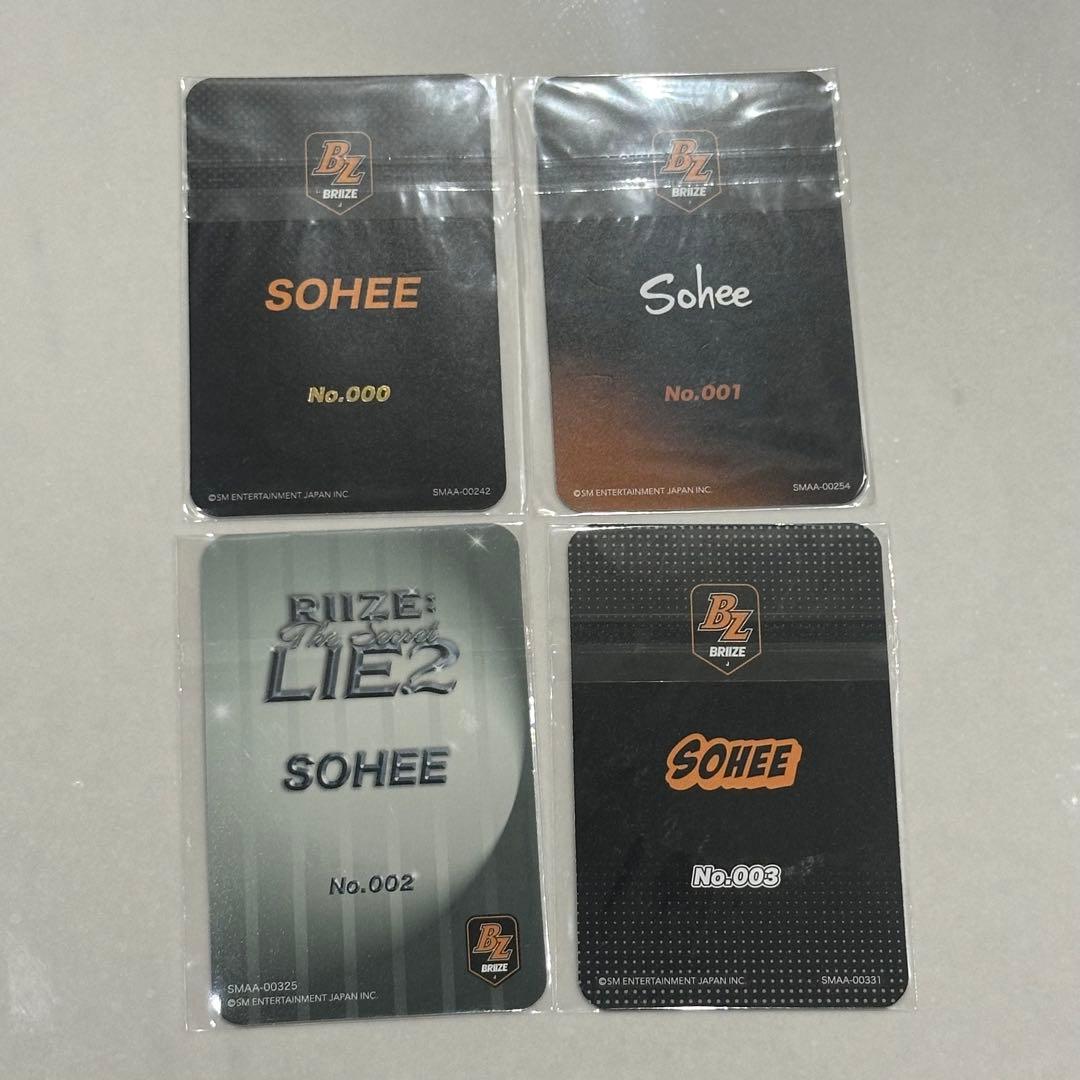 BZ
BRIIZE
J
SOHEE
No.000
©SM ENTERTAINMENT JAPAN INC.
SMAA-00242
BZ
BRIIZE
J
Sohee
No.001
©SM ENTERTAINMENT JAPAN INC.
SMAA-00254
RIIZE:
The Secret
LIE2
SOHEE
No.002
BZ
BRIIZE
J
SMAA-00325
©SM ENTERTAINMENT JAPAN INC.
BZ
BRIIZE
J
SOHEE
No.003
©SM ENTERTAINMENT JAPAN INC.
SMAA-00331